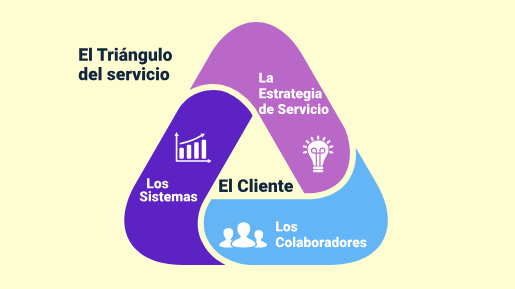 El Triángulo
del servicio
La
Estrategia
de Servicio
Los
Sistemas
El Cliente
Los
Colaboradores